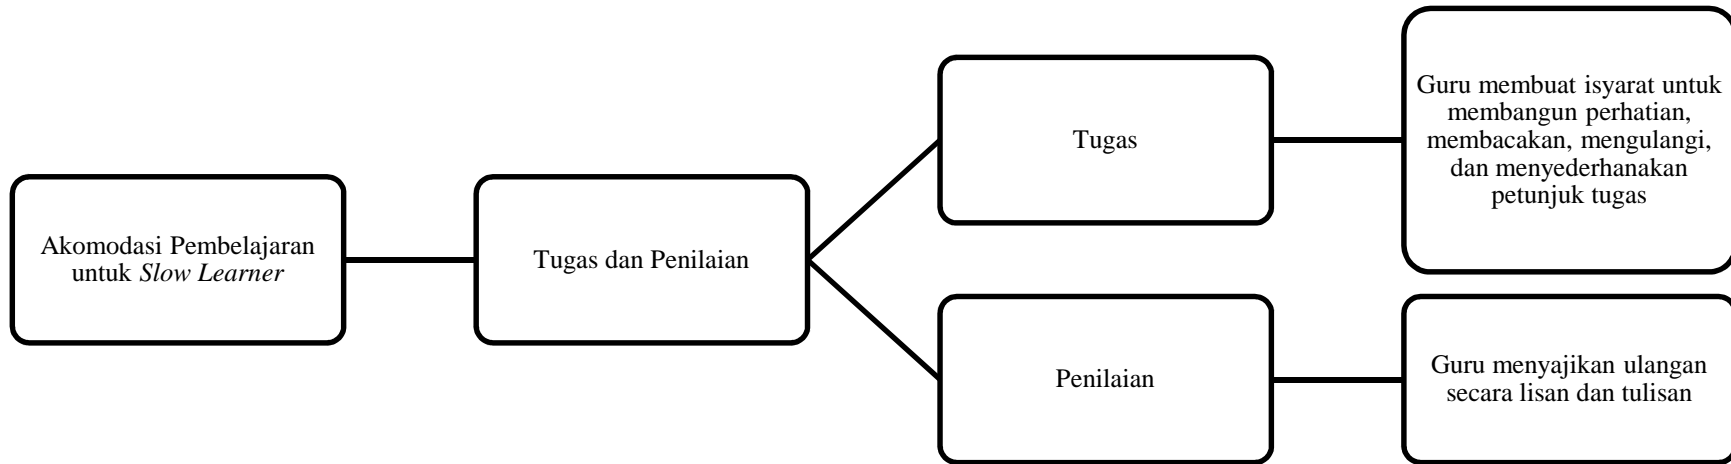 Akomodasi Pembelajaran
untuk Slow Learner
Tugas dan Penilaian
Tugas
Guru membuat isyarat untuk
membangun perhatian,
membacakan, mengulangi,
dan menyederhanakan
petunjuk tugas
Penilaian
Guru menyajikan ulangan
secara lisan dan tulisan